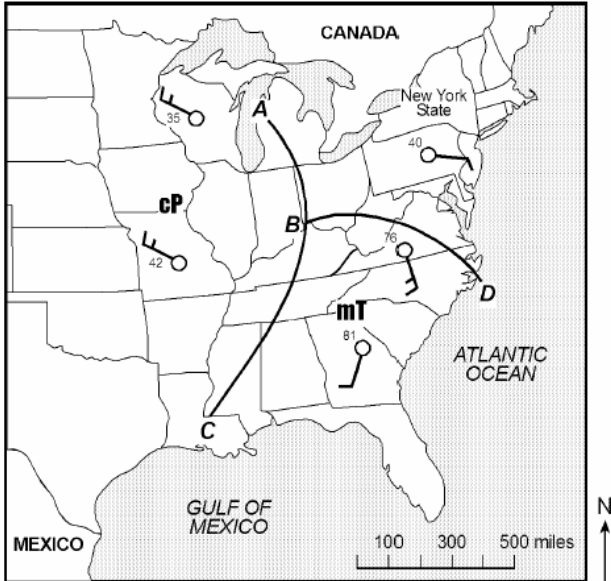 CANADA
New York
State
A
35
40
cP
B
76
42
D
mT
81
ATLANTIC
OCEAN
C
GULF OF
MEXICO
N
MEXICO
100 300 500 miles